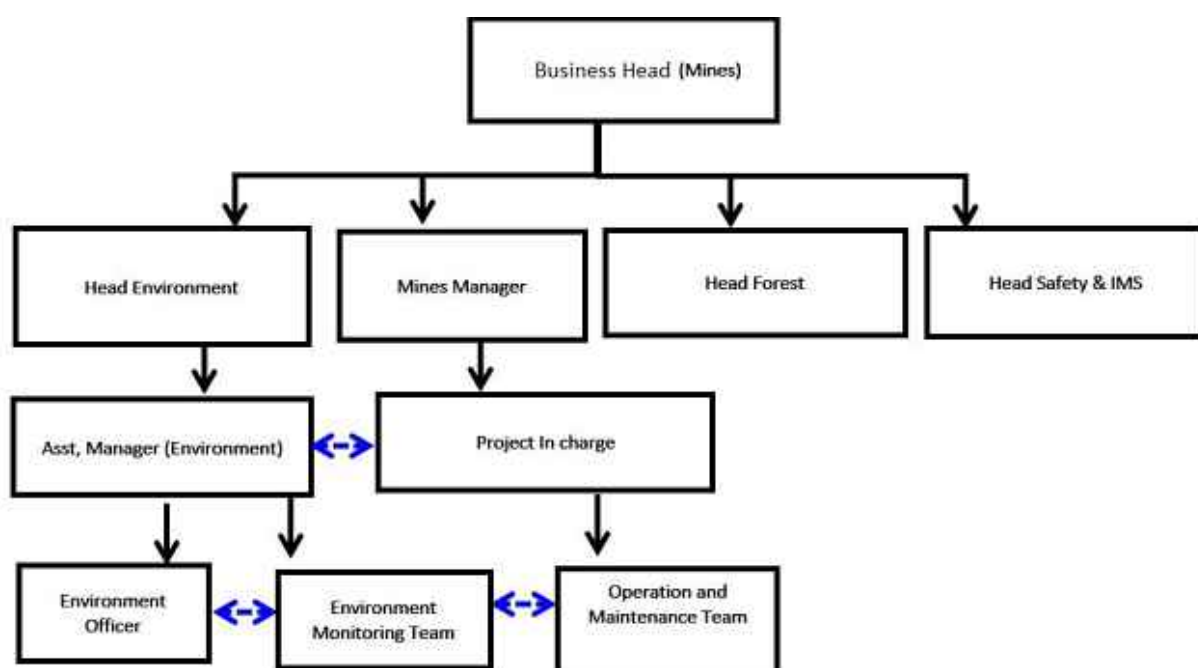 Business Head (Mines)
Head Environment
Mines Manager
Head Forest
Head Safety & IMS
Asst, Manager (Environment)
Project In charge
Environment
Officer
Environment
Monitoring Team
Operation and
Maintenance Team